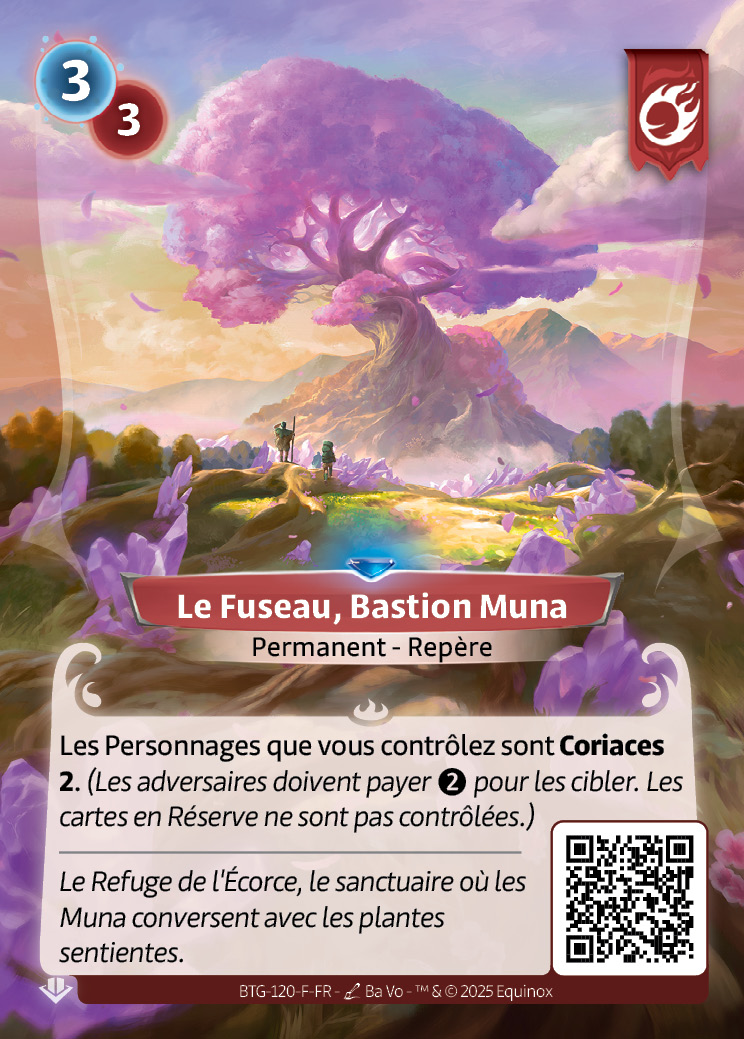 3
3
Le Fuseau, Bastion Muna
Permanent - Repère
Les Personnages que vous contrôlez sont Coriaces
2. (Les adversaires doivent payer 2 pour les cibler. Les
cartes en Réserve ne sont pas contrôlées.)
Le Refuge de l'Écorce, le sanctuaire où les
Muna conversent avec les plantes
sentientes.
BTG-120-F-FR - Ba Vo - ™ & © 2025 Equinox